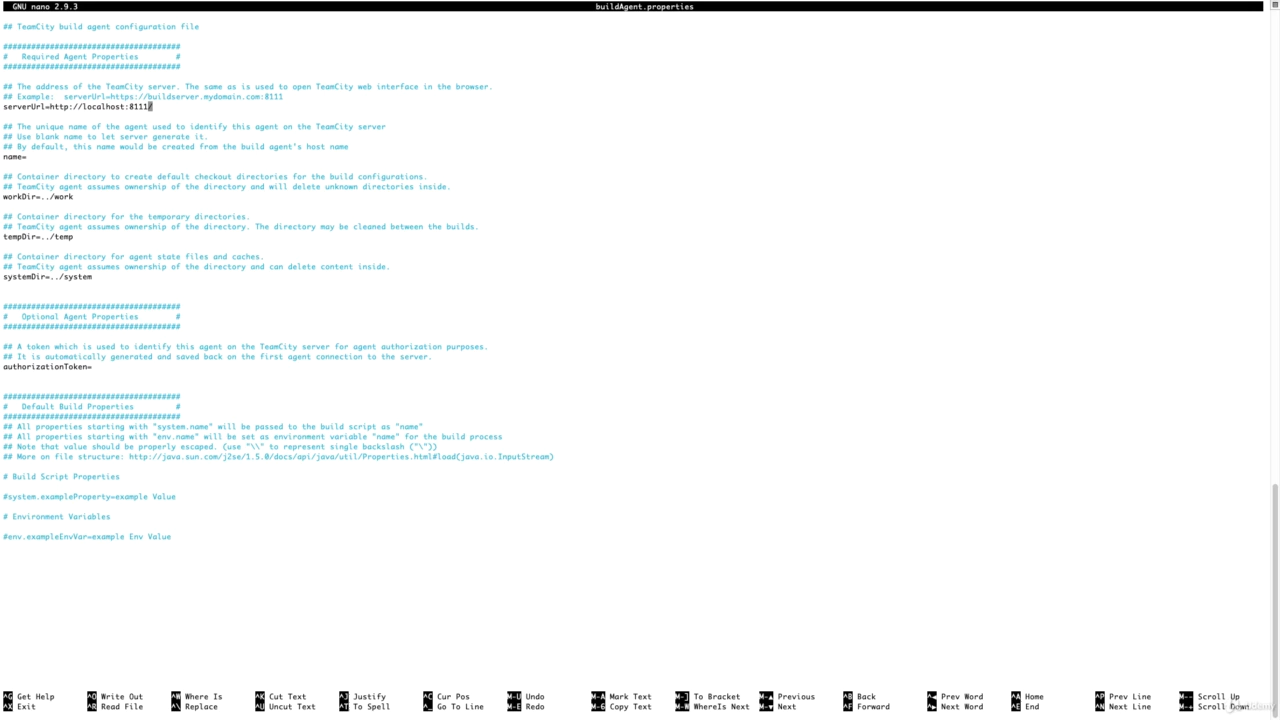 GNU nano 2.9.3 buildAgent.properties
## TeamCity build agent configuration file
######################################
#   Required Agent Properties        #
######################################
## The address of the TeamCity server. The same as is used to open TeamCity web interface in the browser.
## Example:  serverUrl=https://buildserver.mydomain.com:8111
serverUrl=http://localhost:8111/
## The unique name of the agent used to identify this agent on the TeamCity server
## Use blank name to let server generate it.
## By default, this name would be created from the build agent's host name
name=
## Container directory to create default checkout directories for the build configurations.
## TeamCity agent assumes ownership of the directory and will delete unknown directories inside.
workDir=../work
## Container directory for the temporary directories.
## TeamCity agent assumes ownership of the directory. The directory may be cleaned between the builds.
tempDir=../temp
## Container directory for agent state files and caches.
## TeamCity agent assumes ownership of the directory and can delete content inside.
systemDir=../system
######################################
#   Optional Agent Properties        #
######################################
## A token which is used to identify this agent on the TeamCity server for agent authorization purposes.
## It is automatically generated and saved back on the first agent connection to the server.
authorizationToken=
######################################
#   Default Build Properties         #
######################################
## All properties starting with "system.name" will be passed to the build script as "name"
## All properties starting with "env.name" will be set as environment variable "name" for the build process
## Note that value should be properly escaped. (use "\\" to represent single backslash ("\"))
## More on file structure: http://java.sun.com/j2se/1.5.0/docs/api/java/util/Properties.html#load(java.io.InputStream)
# Build Script Properties
#system.exampleProperty=example Value
# Environment Variables
#env.exampleEnvVar=example Env Value
^G Get Help ^O Write Out ^W Where Is ^K Cut Text ^J Justify ^C Cur Pos M-U Undo M-A Mark Text M-] To Bracket M-▲ Previous ^B Back ^◀ Prev Word ^A Home ^P Prev Line M-- Scroll Up
^X Exit ^R Read File ^\ Replace ^U Uncut Text ^T To Spell ^_ Go To Line M-E Redo M-6 Copy Text M-W WhereIs Next M-▼ Next ^F Forward ^▶ Next Word ^E End ^N Next Line M-+ Scroll Down